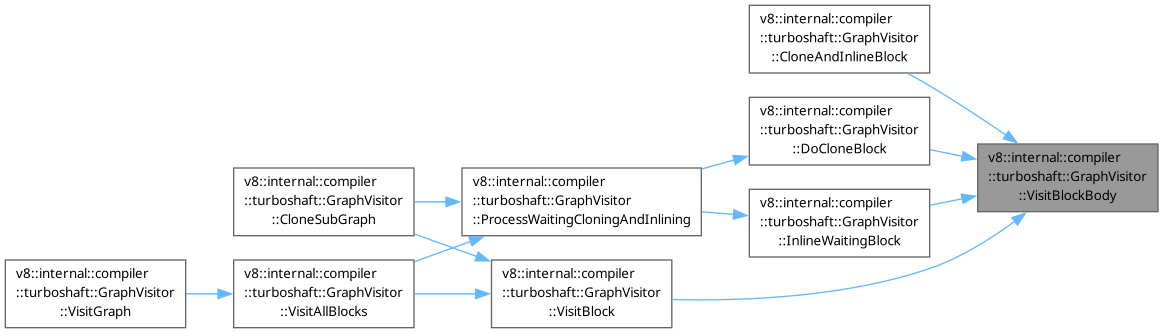 v8::internal::compiler
::turboshaft::GraphVisitor
::CloneAndInlineBlock
v8::internal::compiler
::turboshaft::GraphVisitor
::DoCloneBlock
v8::internal::compiler
::turboshaft::GraphVisitor
::VisitBlockBody
v8::internal::compiler
::turboshaft::GraphVisitor
::CloneSubGraph
v8::internal::compiler
::turboshaft::GraphVisitor
::ProcessWaitingCloningAndInlining
v8::internal::compiler
::turboshaft::GraphVisitor
::InlineWaitingBlock
v8::internal::compiler
::turboshaft::GraphVisitor
::VisitGraph
v8::internal::compiler
::turboshaft::GraphVisitor
::VisitAllBlocks
v8::internal::compiler
::turboshaft::GraphVisitor
::VisitBlock